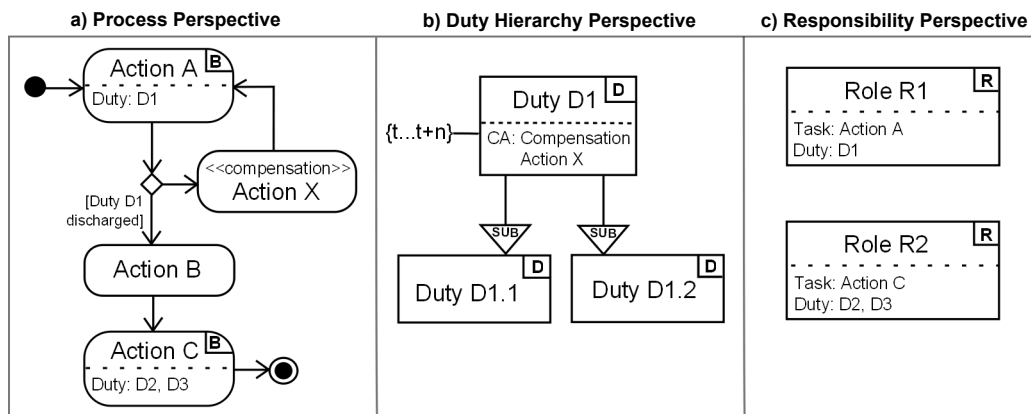 a) Process Perspective
Action A
B
Duty: D1
<<compensation>>
Action X
[Duty D1
discharged]
Action B
Action C
B
Duty: D2, D3
b) Duty Hierarchy Perspective
Duty D1
D
{t...t+n}
CA: Compensation
Action X
SUB
SUB
Duty D1.1
D
Duty D1.2
D
c) Responsibility Perspective
Role R1
R
Task: Action A
Duty: D1
Role R2
R
Task: Action C
Duty: D2, D3